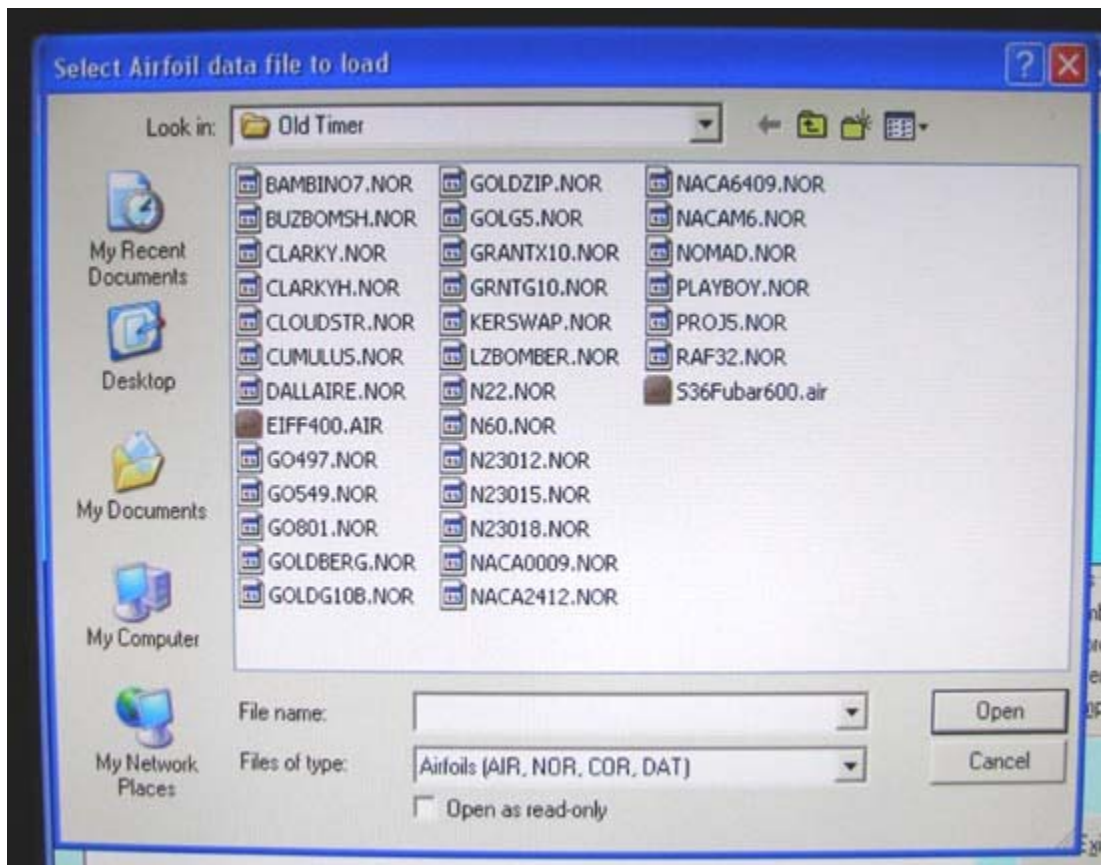 Select Airfoil data file to load
Look in: Old Timer
My Recent
Documents
Desktop
My Documents
My Computer
My Network
Places
BAMBINO7.NOR
BUZBOMSH.NOR
CLARKY.NOR
CLARKYH.NOR
CLOUDSTR.NOR
CUMULUS.NOR
DALLAIRE.NOR
EIFF400.AIR
GO497.NOR
GO549.NOR
GO801.NOR
GOLDBERG.NOR
GOLDG10B.NOR
GOLDZIP.NOR
GOLG5.NOR
GRANTX10.NOR
GRNTG10.NOR
KERSWAP.NOR
LZBOMBER.NOR
N22.NOR
N60.NOR
N23012.NOR
N23015.NOR
N23018.NOR
NACA0009.NOR
NACA2412.NOR
NACA6409.NOR
NACAM6.NOR
NOMAD.NOR
PLAYBOY.NOR
PROJ5.NOR
RAF32.NOR
S36Fubar600.air
File name:
Open
Files of type: Airfoils (AIR, NOR, COR, DAT)
Cancel
Open as read-only